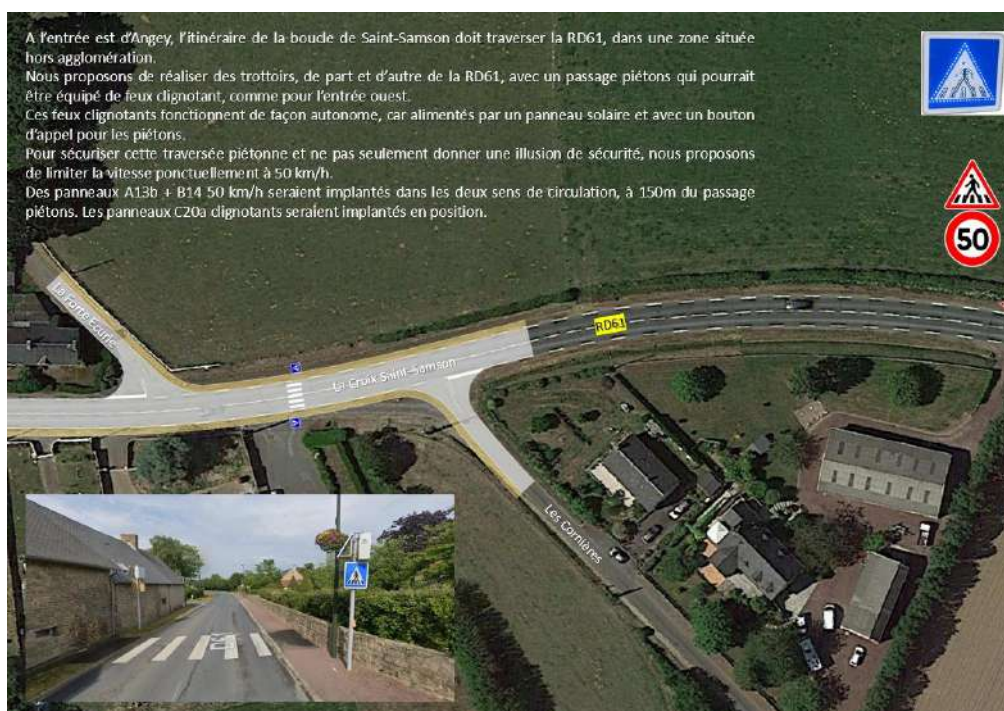 A l'entrée est d'Angey, l'itinéraire de la boucle de Saint-Samson doit traverser la RD61, dans une zone située
hors agglomération.
Nous proposons de réaliser des trottoirs, de part et d'autre de la RD61, avec un passage piétons qui pourrait
être équipé de feux clignotant, comme pour l'entrée ouest.
Ces feux clignotants fonctionnent de façon autonome, car alimentés par un panneau solaire et avec un bouton
d'appel pour les piétons.
Pour sécuriser cette traversée piétonne et ne pas seulement donner une illusion de sécurité, nous proposons
de limiter la vitesse ponctuellement à 50 km/h.
Des panneaux A13b + B14 50 km/h seraient implantés dans les deux sens de circulation, à 150m du passage
piétons. Les panneaux C20a clignotants seraient implantés en position.
50
La Forte Ecurie
RD61
La Croix Saint-Samson
Les Cornières